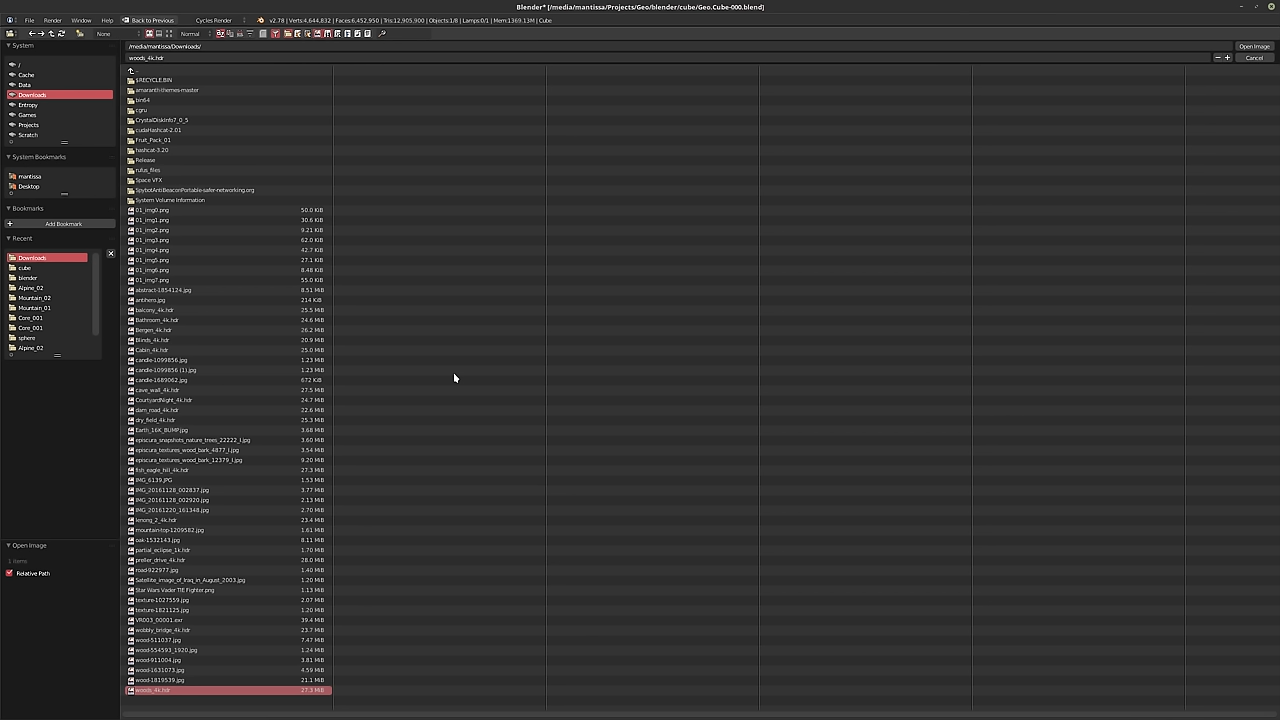 Blender* [/media/mantissa/Projects/Geo/blender/cube/Geo.Cube-000.blend]
File Render Window Help Back to Previous Cycles Render v2.78 | Verts:4,644,832 | Faces:6,452,950 | Tris:12,905,900 | Objects:1/8 | Lamps:0/1 | Mem:1369.13M | Cube
None Normal
System
/
Cache
Data
Downloads
Entropy
Games
Projects
Scratch
System Bookmarks
mantissa
Desktop
Bookmarks
Add Bookmark
Recent
Downloads
cube
blender
Alpine_02
Mountain_02
Mountain_01
Core_001
Core_001
sphere
Alpine_02
Open Image
Relative Path
/media/mantissa/Downloads/
Open Image
woods_4k.hdr
Cancel
..
$RECYCLE.BIN
amaranth-themes-master
bin64
cgru
CrystalDiskInfo7_0_5
cudaHashcat-2.01
Fruit_Pack_01
hashcat-3.20
Release
rufus_files
Space VFX
SpybotAntiBeaconPortable-safer-networking.org
System Volume Information
01_img0.png 50.0 KiB
01_img1.png 30.6 KiB
01_img2.png 9.21 KiB
01_img3.png 62.0 KiB
01_img4.png 42.7 KiB
01_img5.png 27.1 KiB
01_img6.png 8.48 KiB
01_img7.png 55.0 KiB
abstract-1854124.jpg 8.51 MiB
antihero.jpg 214 KiB
balcony_4k.hdr 25.5 MiB
Bathroom_4k.hdr 24.6 MiB
Bergen_4k.hdr 26.2 MiB
Blinds_4k.hdr 20.9 MiB
Cabin_4k.hdr 25.0 MiB
candle-1099856.jpg 1.23 MiB
candle-1099856 (1).jpg 1.23 MiB
candle-1689062.jpg 672 KiB
cave_wall_4k.hdr 27.5 MiB
CourtyardNight_4k.hdr 24.7 MiB
dam_road_4k.hdr 22.6 MiB
dry_field_4k.hdr 25.3 MiB
Earth_16K_BUMP.jpg 3.68 MiB
episcura_snapshots_nature_trees_22222_l.jpg 3.60 MiB
episcura_textures_wood_bark_4877_l.jpg 3.54 MiB
episcura_textures_wood_bark_12379_l.jpg 9.20 MiB
fish_eagle_hill_4k.hdr 27.3 MiB
IMG_6139.JPG 1.53 MiB
IMG_20161128_002837.jpg 3.77 MiB
IMG_20161128_002920.jpg 2.13 MiB
IMG_20161220_161348.jpg 2.70 MiB
lenong_2_4k.hdr 23.4 MiB
mountain-top-1209582.jpg 1.61 MiB
oak-1532143.jpg 8.11 MiB
partial_eclipse_1k.hdr 1.70 MiB
preller_drive_4k.hdr 28.0 MiB
road-922977.jpg 1.40 MiB
Satellite_image_of_Iraq_in_August_2003.jpg 1.20 MiB
Star Wars Vader TIE Fighter.png 1.13 MiB
texture-1027559.jpg 2.07 MiB
texture-1821125.jpg 1.20 MiB
VR003_00001.exr 39.4 MiB
wobbly_bridge_4k.hdr 23.7 MiB
wood-511037.jpg 7.47 MiB
wood-554593_1920.jpg 1.24 MiB
wood-911004.jpg 3.81 MiB
wood-1631073.jpg 4.59 MiB
wood-1819539.jpg 21.1 MiB
woods_4k.hdr 27.3 MiB